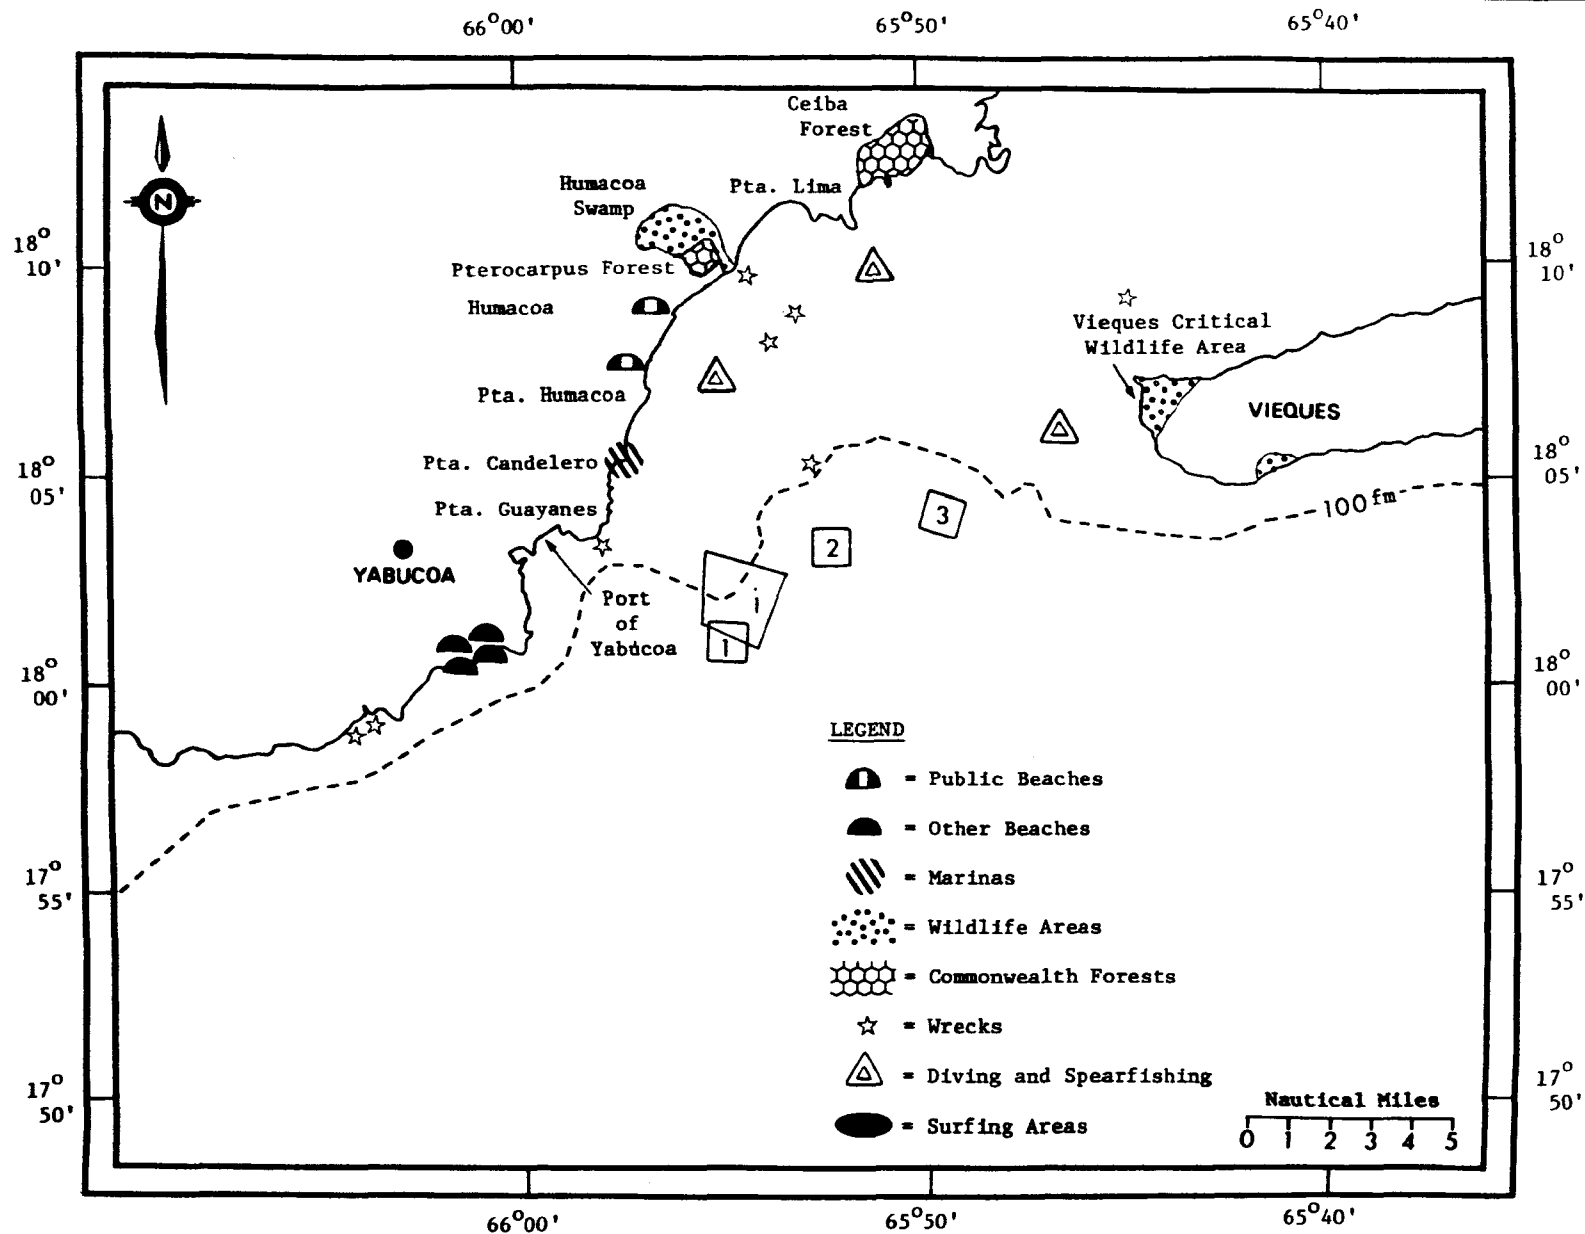 66°00' 65°50' 65°40'
Ceiba
Forest
Humacoa
Swamp
Pta. Lima
18°
10'
18°
10'
Pterocarpus Forest
Humacoa
Vieques Critical
Wildlife Area
Pta. Humacoa
VIEQUES
18°
05'
Pta. Candelero
18°
05'
100 fm
Pta. Guayanes
3
2
YABUCOA
i
Port
of
Yabucoa
1
18°
00'
18°
00'
LEGEND
= Public Beaches
= Other Beaches
17°
55'
= Marinas
17°
55'
= Wildlife Areas
= Commonwealth Forests
= Wrecks
17°
50'
= Diving and Spearfishing
17°
50'
Nautical Miles
0 1 2 3 4 5
= Surfing Areas
66°00' 65°50' 65°40'
N